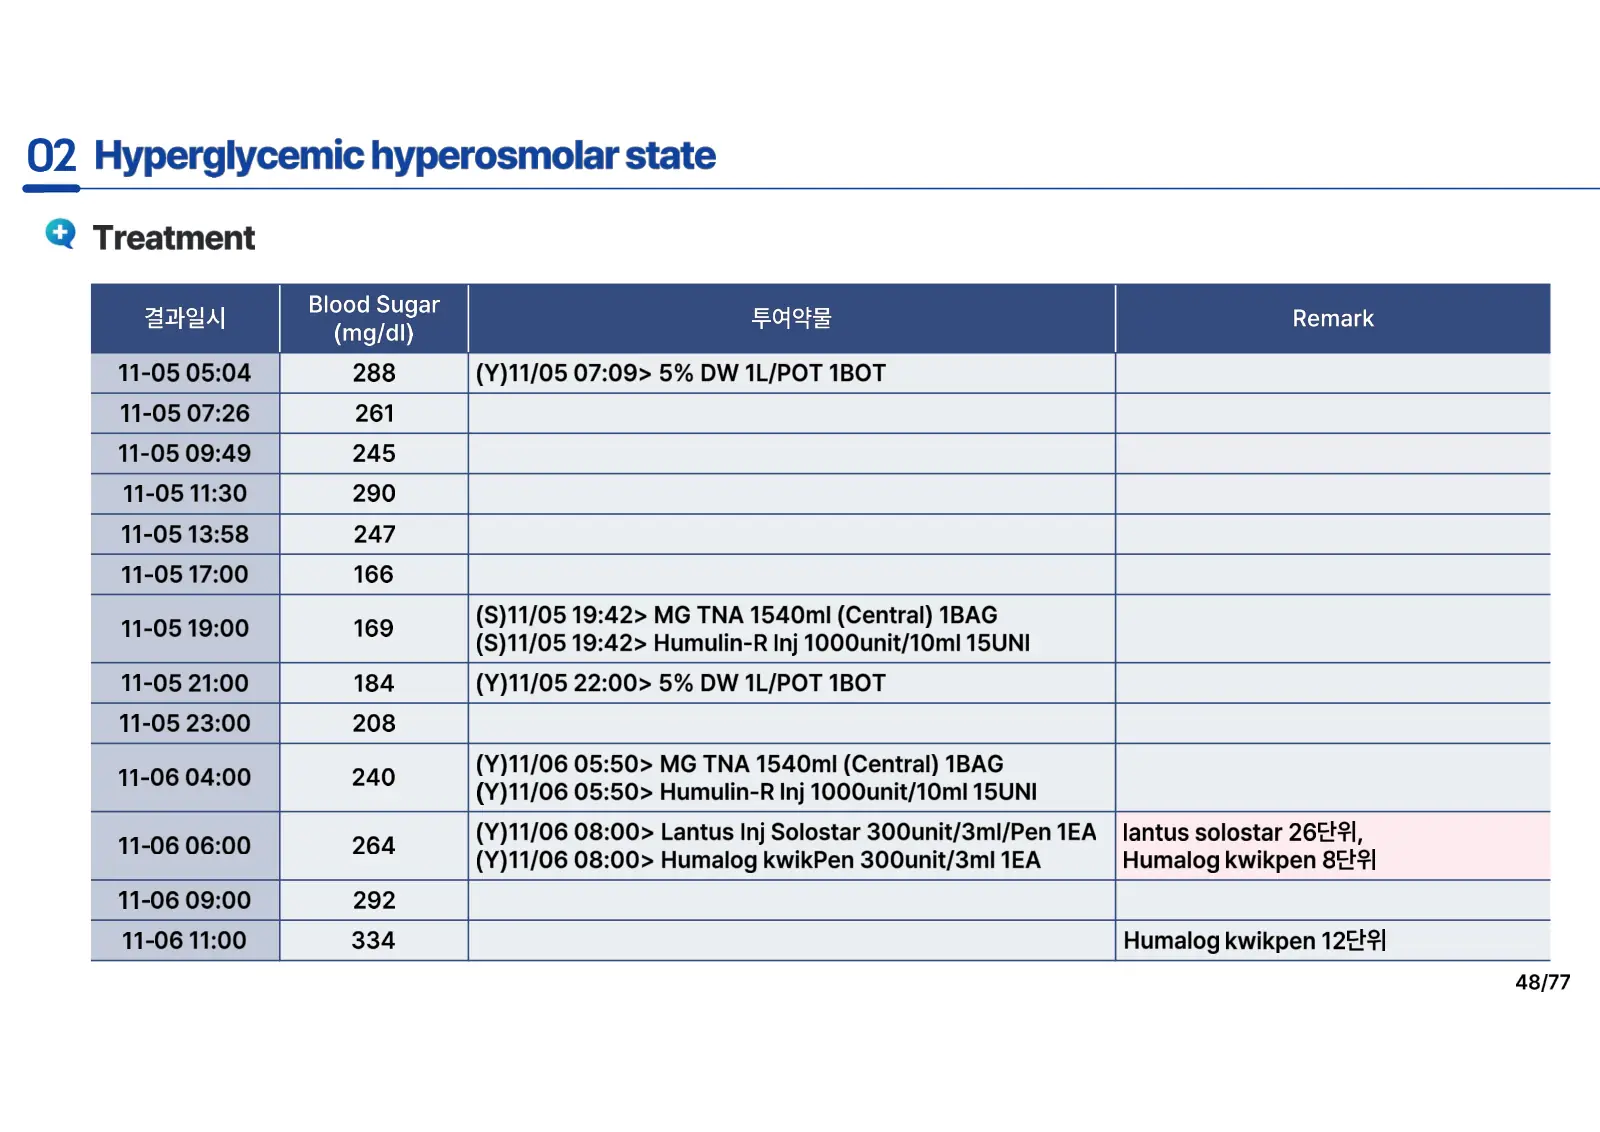 02 Hyperglycemic hyperosmolar state
Treatment
결과일시 Blood Sugar (mg/dl) 투여약물 Remark
11-05 05:04 288 (Y)11/05 07:09> 5% DW 1L/POT 1BOT
11-05 07:26 261
11-05 09:49 245
11-05 11:30 290
11-05 13:58 247
11-05 17:00 166
11-05 19:00 169 (S)11/05 19:42> MG TNA 1540ml (Central) 1BAG
(S)11/05 19:42> Humulin-R Inj 1000unit/10ml 15UNI
11-05 21:00 184 (Y)11/05 22:00> 5% DW 1L/POT 1BOT
11-05 23:00 208
11-06 04:00 240 (Y)11/06 05:50> MG TNA 1540ml (Central) 1BAG
(Y)11/06 05:50> Humulin-R Inj 1000unit/10ml 15UNI
11-06 06:00 264 (Y)11/06 08:00> Lantus Inj Solostar 300unit/3ml/Pen 1EA lantus solostar 26단위,
(Y)11/06 08:00> Humalog kwikPen 300unit/3ml 1EA Humalog kwikpen 8단위
11-06 09:00 292
11-06 11:00 334 Humalog kwikpen 12단위
48/77